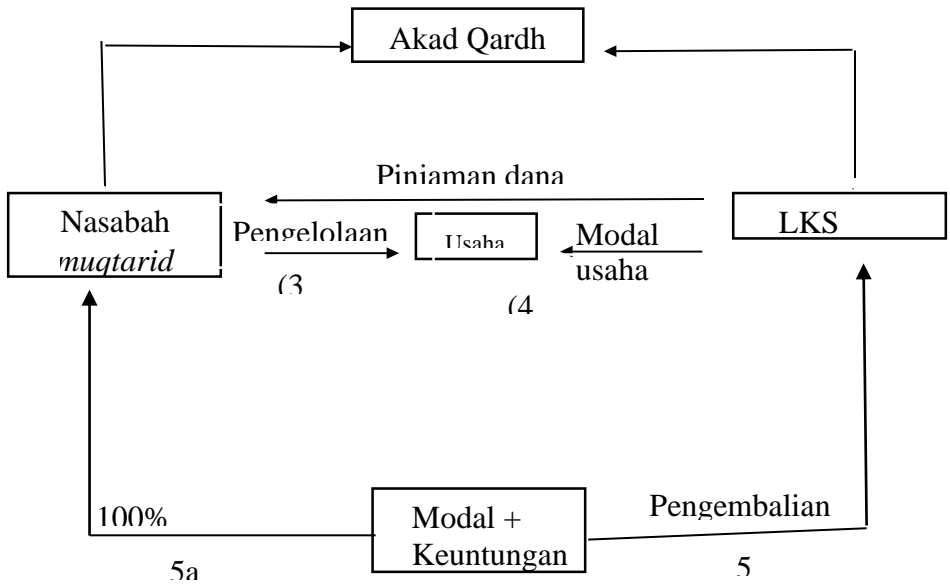 Akad Qardh
Pinjaman dana
Nasabah
muqtarid
Pengelolaan
(3
Usaha
(4
Modal
usaha
LKS
100%
5a
Modal +
Keuntungan
Pengembalian
5